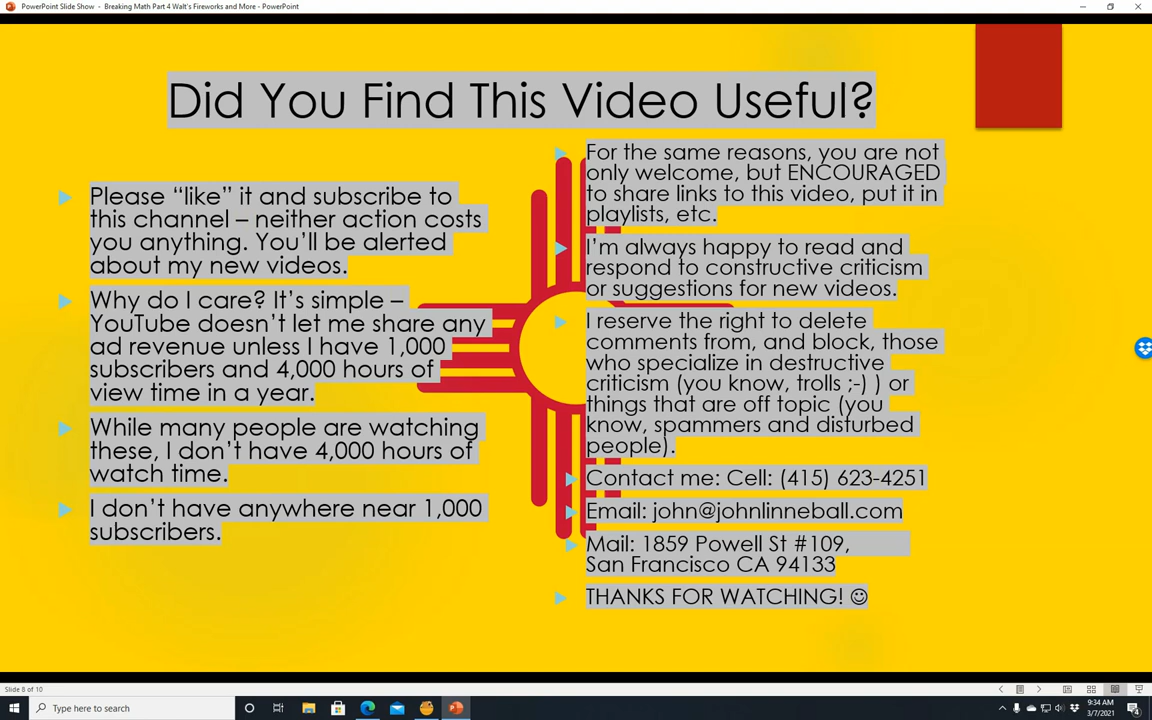 PowerPoint Slide Show - Breaking Math Part 4 Walt's Fireworks and More - PowerPoint
Did You Find This Video Useful?
Please “like” it and subscribe to
this channel – neither action costs
you anything. You’ll be alerted
about my new videos.
Why do I care? It’s simple –
YouTube doesn’t let me share any
ad revenue unless I have 1,000
subscribers and 4,000 hours of
view time in a year.
While many people are watching
these, I don’t have 4,000 hours of
watch time.
I don’t have anywhere near 1,000
subscribers.
For the same reasons, you are not
only welcome, but ENCOURAGED
to share links to this video, put it in
playlists, etc.
I’m always happy to read and
respond to constructive criticism
or suggestions for new videos.
I reserve the right to delete
comments from, and block, those
who specialize in destructive
criticism (you know, trolls ;-) ) or
things that are off topic (you
know, spammers and disturbed
people).
Contact me: Cell: (415) 623-4251
Email: john@johnlinneball.com
Mail: 1859 Powell St #109,
San Francisco CA 94133
THANKS FOR WATCHING! ☺
Slide 8 of 10
Type here to search
9:34 AM
3/7/2021
4